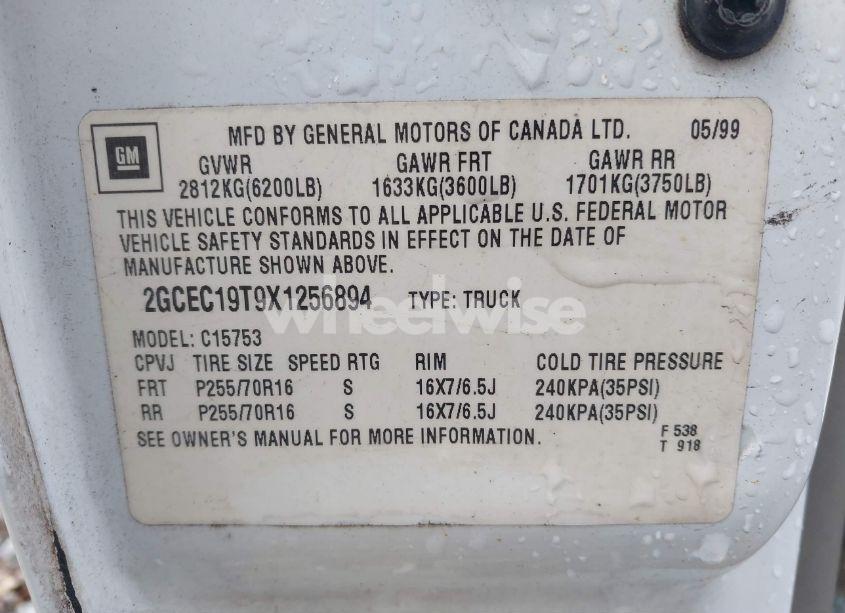 GM
MFD BY GENERAL MOTORS OF CANADA LTD. 05/99
GVWR GAWR FRT GAWR RR
2812KG(6200LB) 1633KG(3600LB) 1701KG(3750LB)
THIS VEHICLE CONFORMS TO ALL APPLICABLE U.S. FEDERAL MOTOR
VEHICLE SAFETY STANDARDS IN EFFECT ON THE DATE OF
MANUFACTURE SHOWN ABOVE.
2GCEC19T9X1256894 TYPE: TRUCK
wheelwise
MODEL: C15753
CPVJ TIRE SIZE SPEED RTG RIM COLD TIRE PRESSURE
FRT P255/70R16 S 16X7/6.5J 240KPA(35PSI)
RR P255/70R16 S 16X7/6.5J 240KPA(35PSI)
SEE OWNER'S MANUAL FOR MORE INFORMATION. F 538
T 918